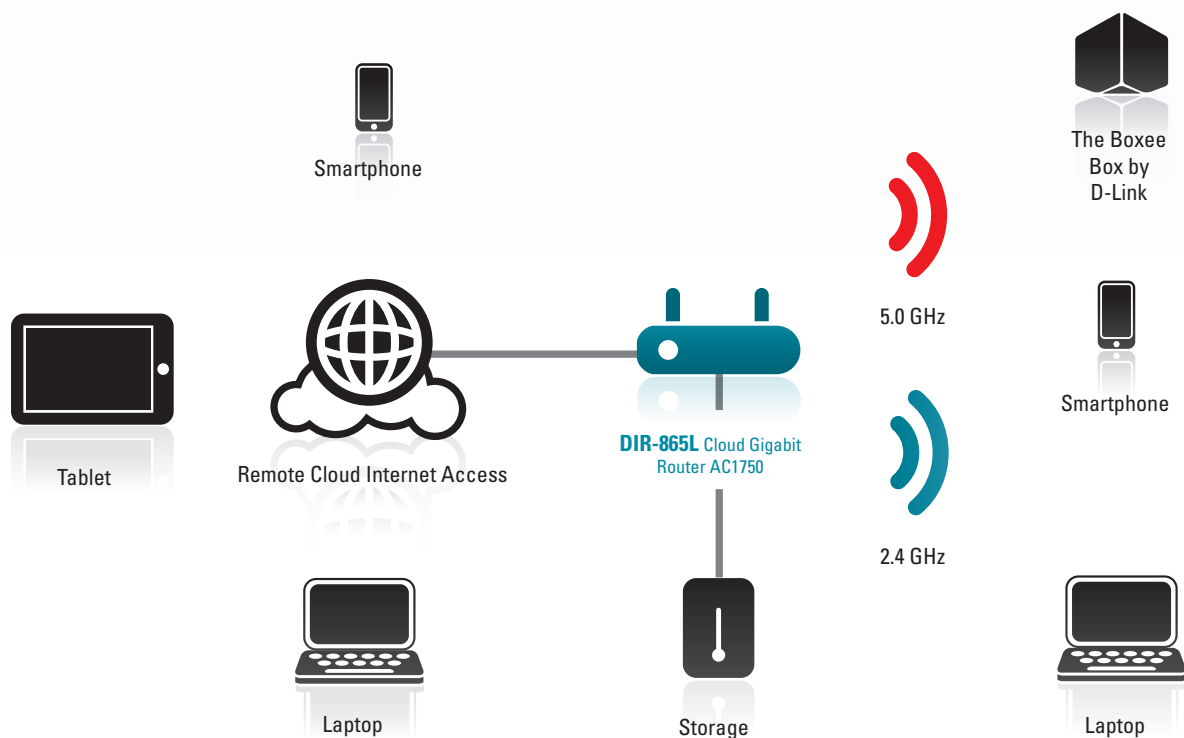 Smartphone
The Boxee
Box by
D-Link
5.0 GHz
Smartphone
Tablet
Remote Cloud Internet Access
DIR-865L Cloud Gigabit
Router AC1750
2.4 GHz
Laptop
Storage
Laptop